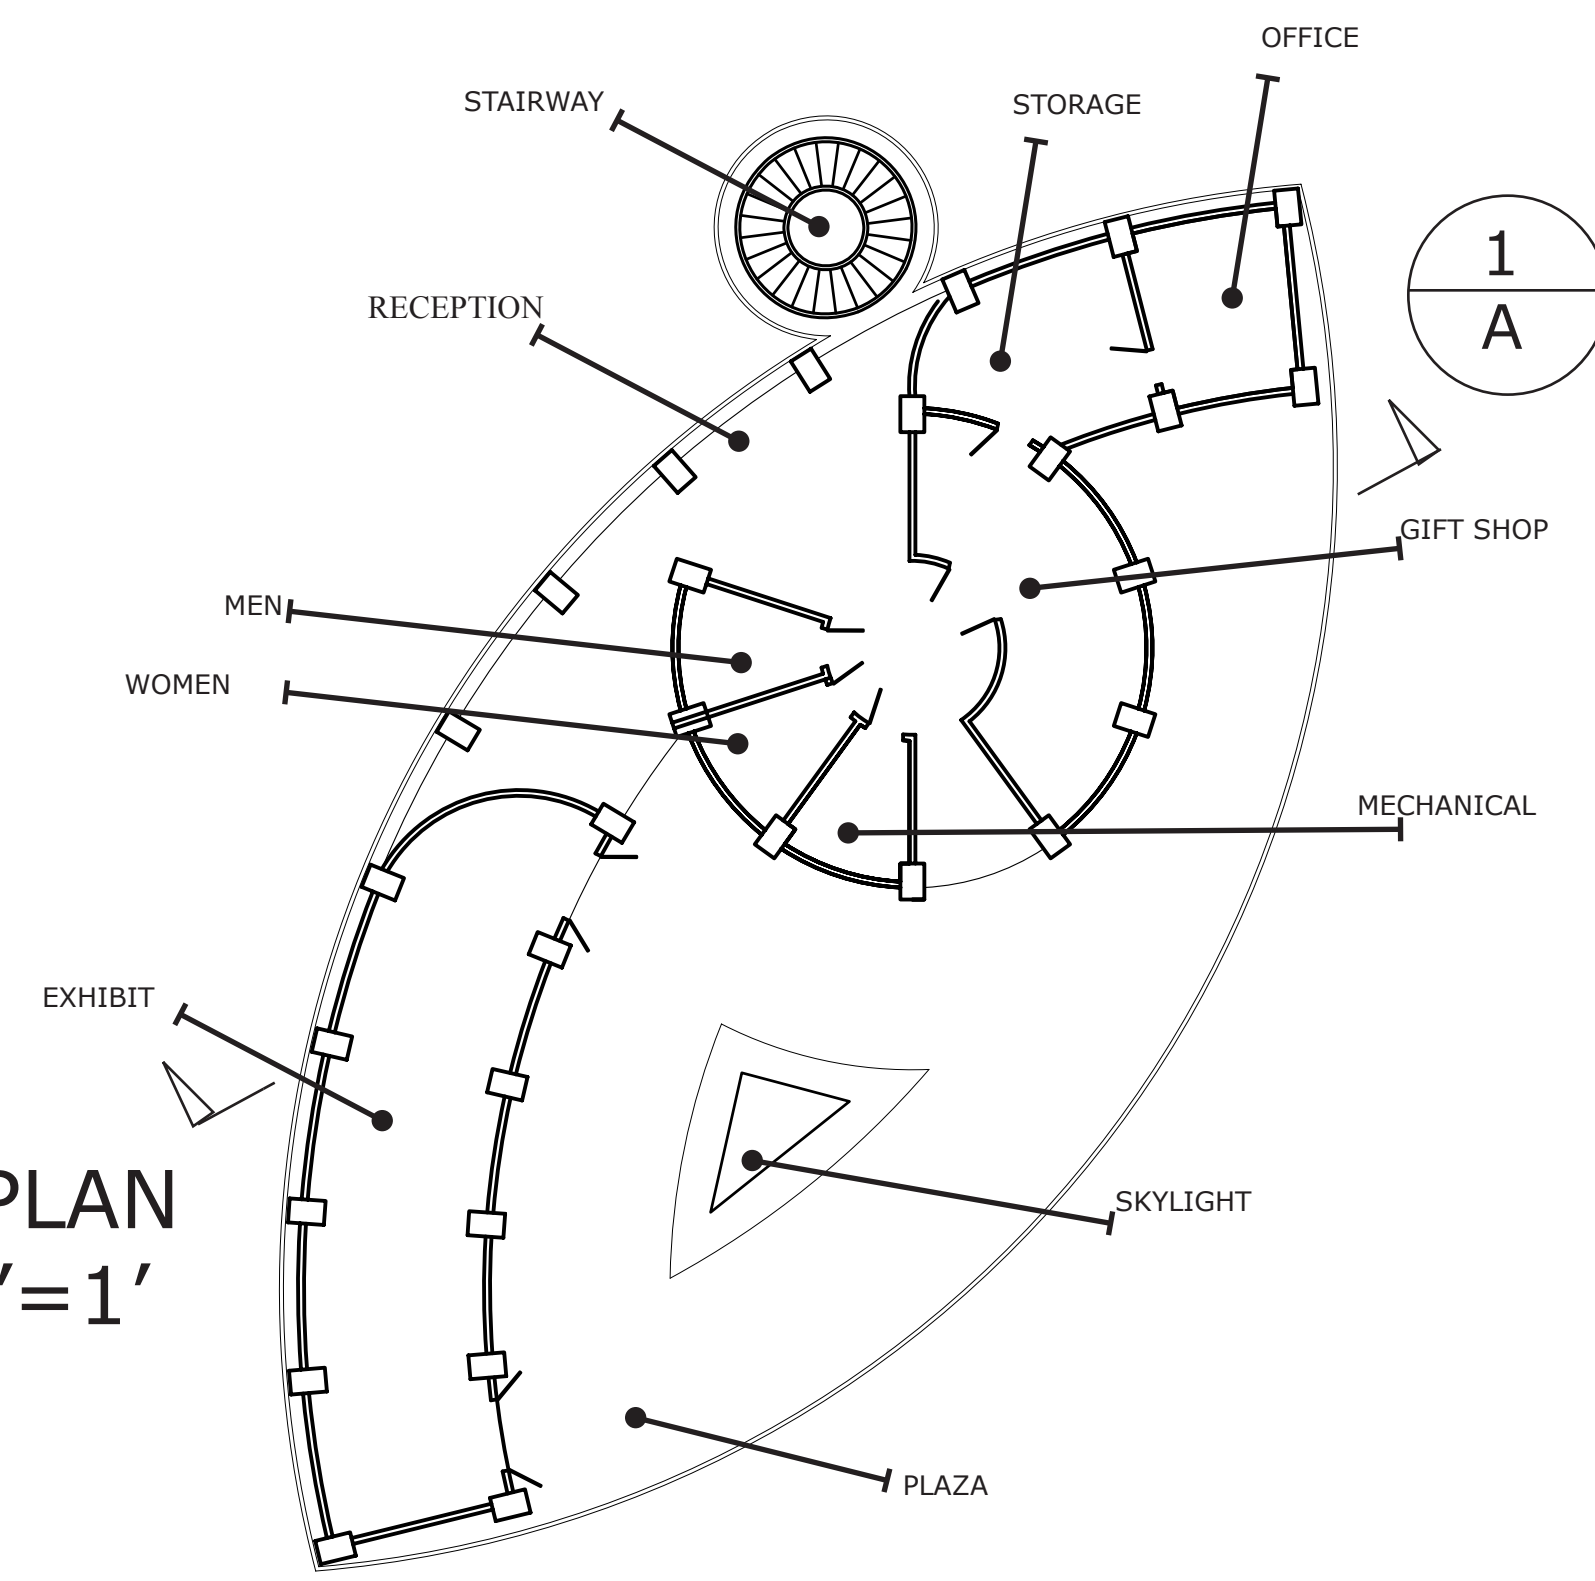 OFFICE
STAIRWAY
STORAGE
1
A
RECEPTION
GIFT SHOP
MEN
WOMEN
MECHANICAL
EXHIBIT
PLAN
SKYLIGHT
′=1′
PLAZA